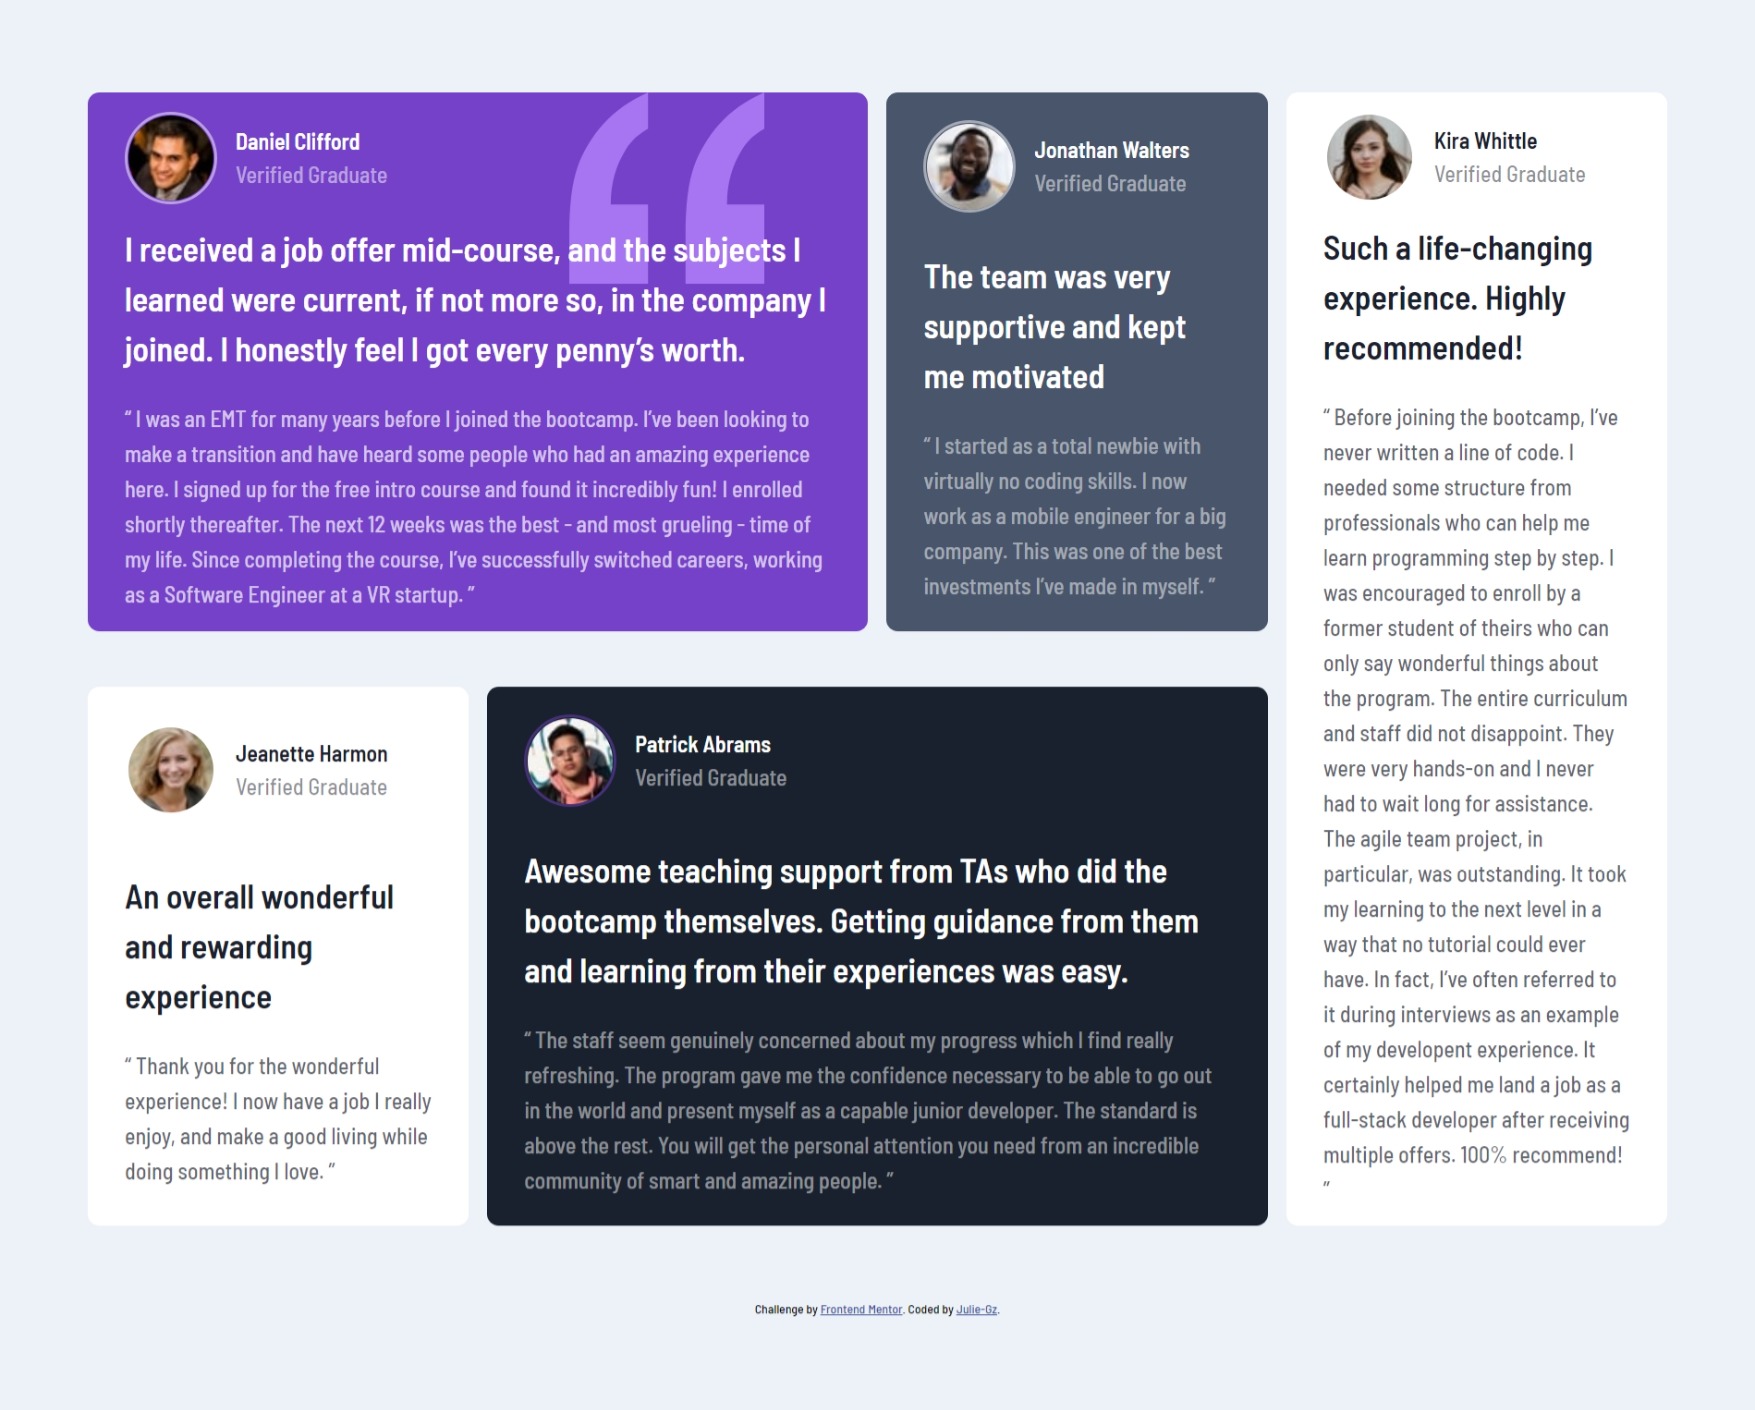 Daniel Clifford
Verified Graduate
I received a job offer mid-course, and the subjects I
learned were current, if not more so, in the company I
joined. I honestly feel I got every penny’s worth.
“ I was an EMT for many years before I joined the bootcamp. I’ve been looking to
make a transition and have heard some people who had an amazing experience
here. I signed up for the free intro course and found it incredibly fun! I enrolled
shortly thereafter. The next 12 weeks was the best - and most grueling - time of
my life. Since completing the course, I’ve successfully switched careers, working
as a Software Engineer at a VR startup. ”
Jonathan Walters
Verified Graduate
The team was very
supportive and kept
me motivated
“ I started as a total newbie with
virtually no coding skills. I now
work as a mobile engineer for a big
company. This was one of the best
investments I’ve made in myself. ”
Kira Whittle
Verified Graduate
Such a life-changing
experience. Highly
recommended!
“ Before joining the bootcamp, I’ve
never written a line of code. I
needed some structure from
professionals who can help me
learn programming step by step. I
was encouraged to enroll by a
former student of theirs who can
only say wonderful things about
the program. The entire curriculum
and staff did not disappoint. They
were very hands-on and I never
had to wait long for assistance.
The agile team project, in
particular, was outstanding. It took
my learning to the next level in a
way that no tutorial could ever
have. In fact, I’ve often referred to
it during interviews as an example
of my developent experience. It
certainly helped me land a job as a
full-stack developer after receiving
multiple offers. 100% recommend!
”
Jeanette Harmon
Verified Graduate
An overall wonderful
and rewarding
experience
“ Thank you for the wonderful
experience! I now have a job I really
enjoy, and make a good living while
doing something I love. ”
Patrick Abrams
Verified Graduate
Awesome teaching support from TAs who did the
bootcamp themselves. Getting guidance from them
and learning from their experiences was easy.
“ The staff seem genuinely concerned about my progress which I find really
refreshing. The program gave me the confidence necessary to be able to go out
in the world and present myself as a capable junior developer. The standard is
above the rest. You will get the personal attention you need from an incredible
community of smart and amazing people. ”
Challenge by Frontend Mentor. Coded by Julie-Gz.